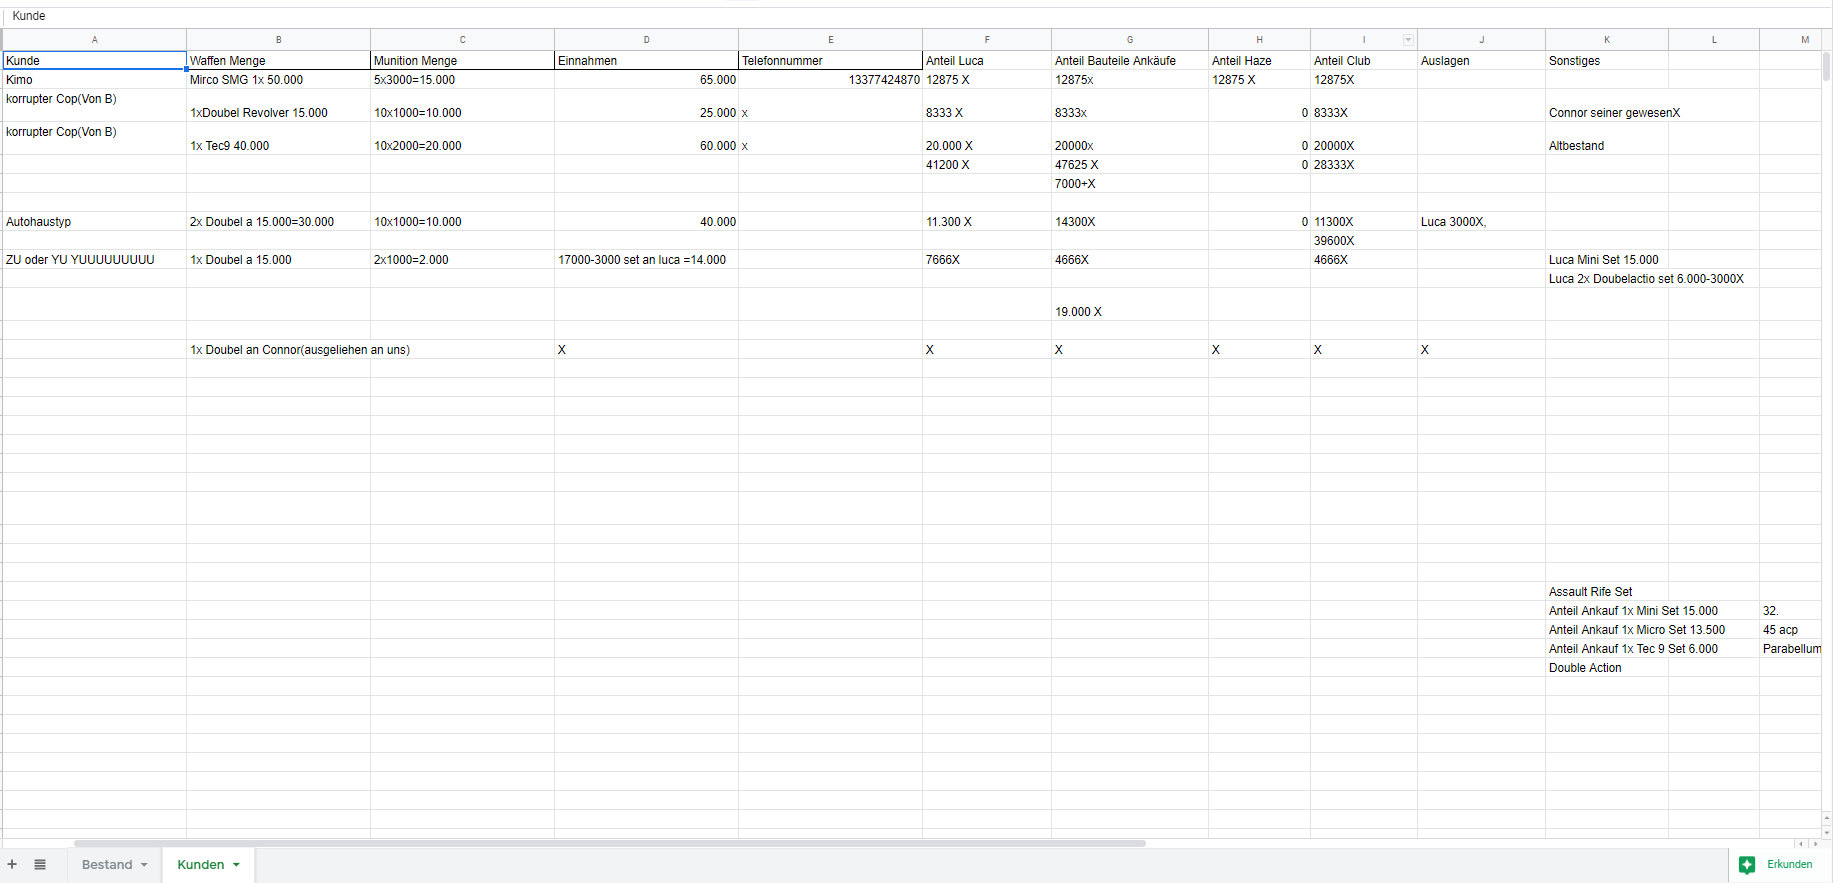 Kunde
A B C D E F G H I J K L M
Kunde Waffen Menge Munition Menge Einnahmen Telefonnummer Anteil Luca Anteil Bauteile Ankäufe Anteil Haze Anteil Club Auslagen Sonstiges
Kimo Mirco SMG 1x 50.000 5x3000=15.000 65.000 13377424870 12875 X 12875x 12875 X 12875X
korrupter Cop(Von B)
1xDoubel Revolver 15.000 10x1000=10.000 25.000 x 8333 X 8333x 0 8333X Connor seiner gewesenX
korrupter Cop(Von B)
1x Tec9 40.000 10x2000=20.000 60.000 x 20.000 X 20000x 0 20000X Altbestand
41200 X 47625 X 0 28333X
7000+X
Autohaustyp 2x Doubel a 15.000=30.000 10x1000=10.000 40.000 11.300 X 14300X 0 11300X Luca 3000X,
39600X
ZU oder YU YUUUUUUUUU 1x Doubel a 15.000 2x1000=2.000 17000-3000 set an luca =14.000 7666X 4666X 4666X Luca Mini Set 15.000
Luca 2x Doubelactio set 6.000-3000X
19.000 X
1x Doubel an Connor(ausgeliehen an uns) X X X X X X
Assault Rife Set
Anteil Ankauf 1x Mini Set 15.000 32.
Anteil Ankauf 1x Micro Set 13.500 45 acp
Anteil Ankauf 1x Tec 9 Set 6.000 Parabellum
Double Action
Bestand Kunden Erkunden